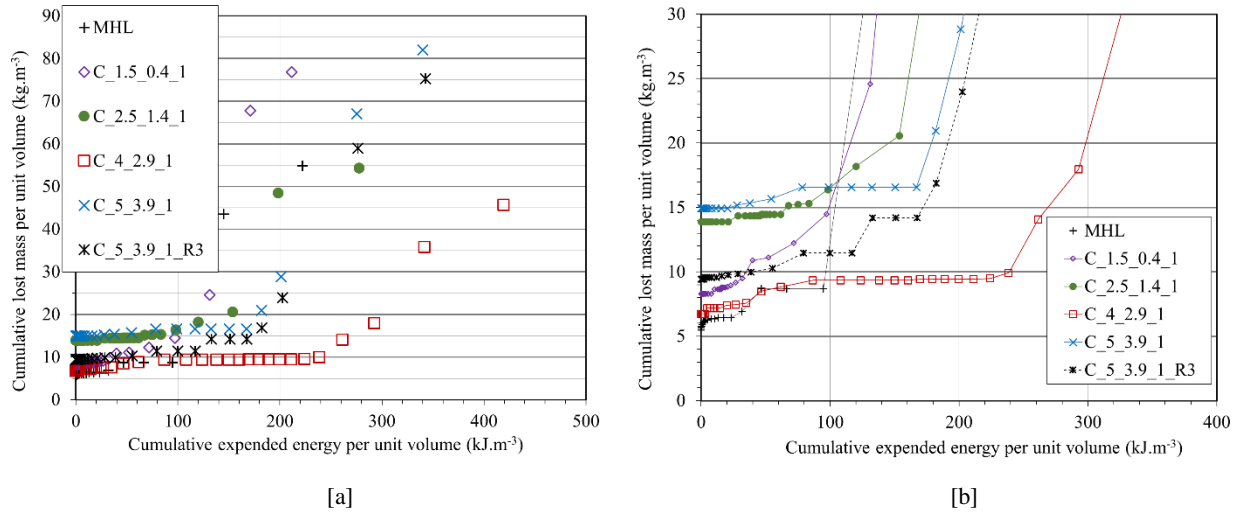 Cumulative lost mass per unit volume (kg.m-3)
90
80
70
60
50
40
30
20
10
0
MHL
C_1.5_0.4_1
C_2.5_1.4_1
C_4_2.9_1
C_5_3.9_1
C_5_3.9_1_R3
0 100 200 300 400 500
Cumulative expended energy per unit volume (kJ.m-3)
[a]
Cumulative lost mass per unit volume (kg.m-3)
30
25
20
15
10
5
0
MHL
C_1.5_0.4_1
C_2.5_1.4_1
C_4_2.9_1
C_5_3.9_1
C_5_3.9_1_R3
0 100 200 300 400
Cumulative expended energy per unit volume (kJ.m-3)
[b]